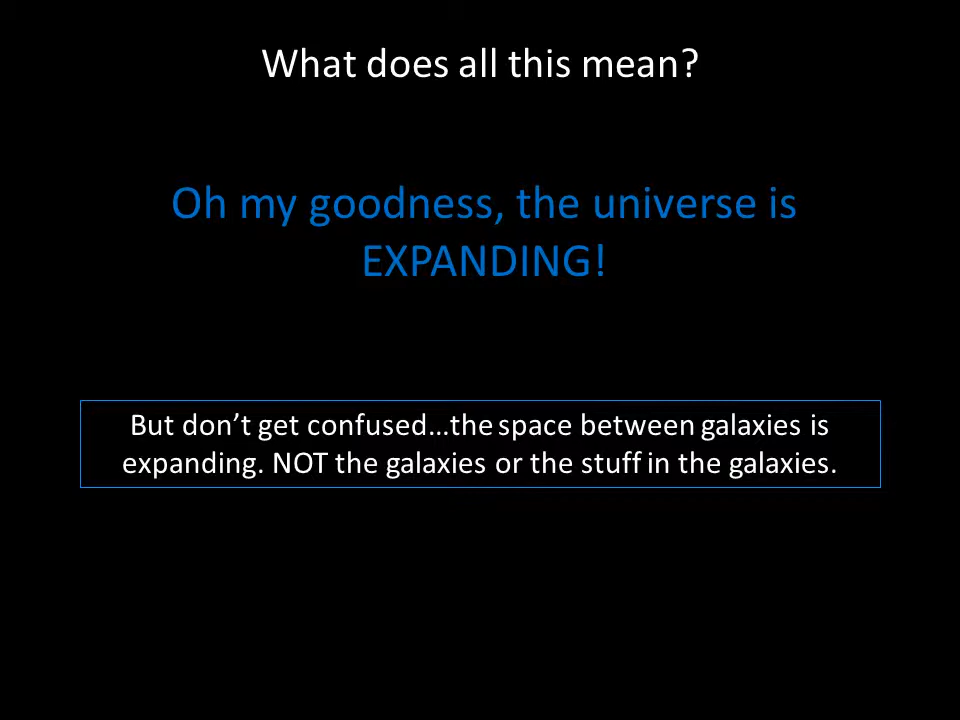 What does all this mean?
Oh my goodness, the universe is
EXPANDING!
But don’t get confused…the space between galaxies is
expanding. NOT the galaxies or the stuff in the galaxies.